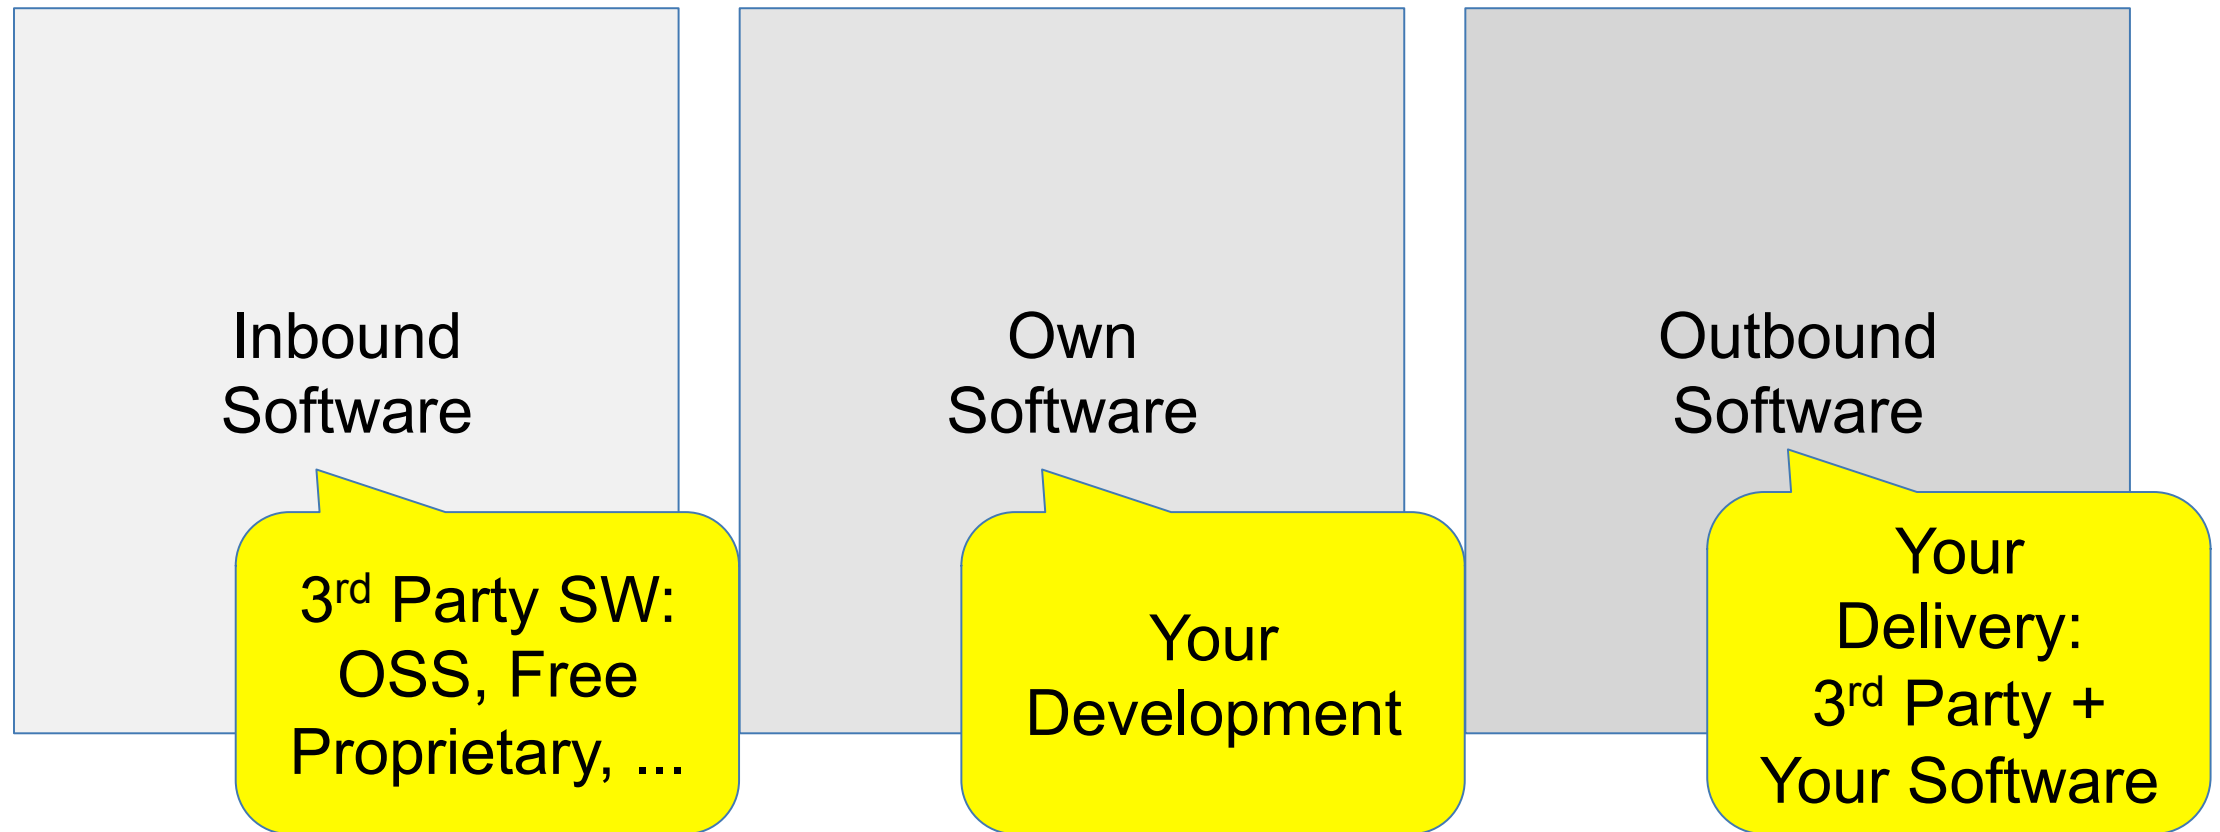 Inbound
Software
Own
Software
Outbound
Software
3rd Party SW:
OSS, Free
Proprietary, ...
Your
Development
Your
Delivery:
3rd Party +
Your Software